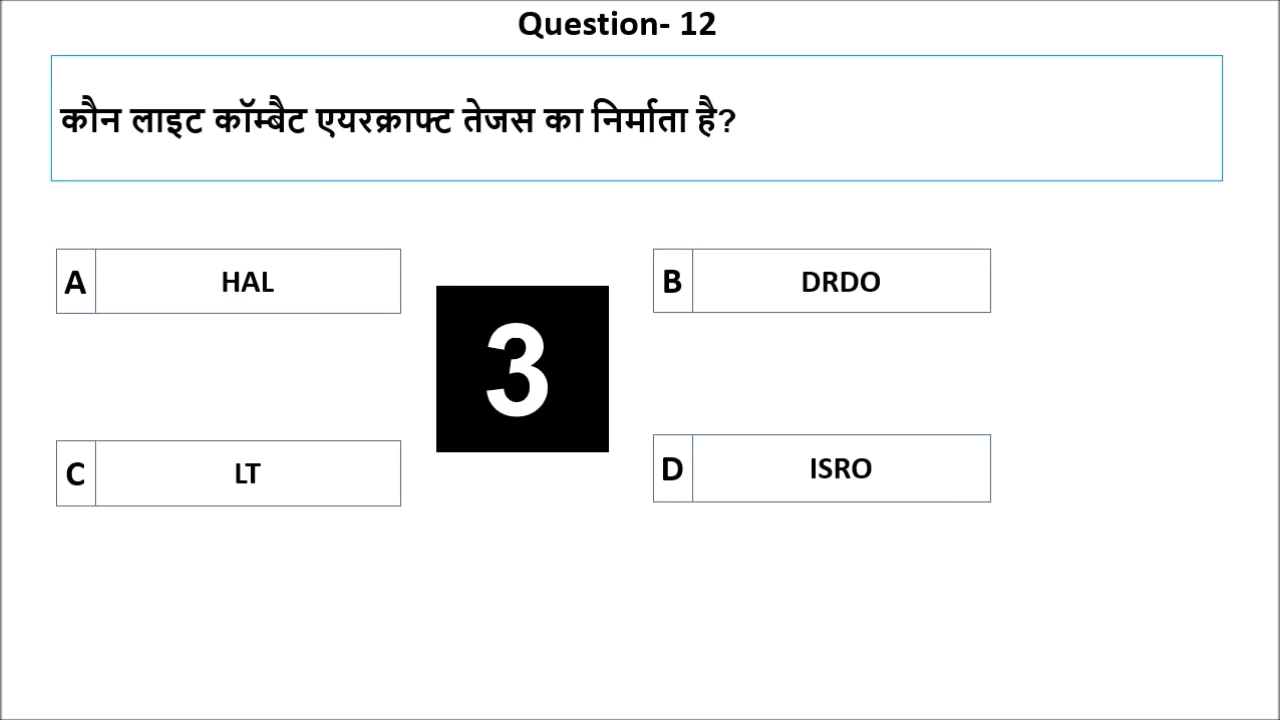 Question- 12
कौन लाइट कॉम्बैट एयरक्राफ्ट तेजस का निर्माता है?
A HAL
B DRDO
3
C LT
D ISRO